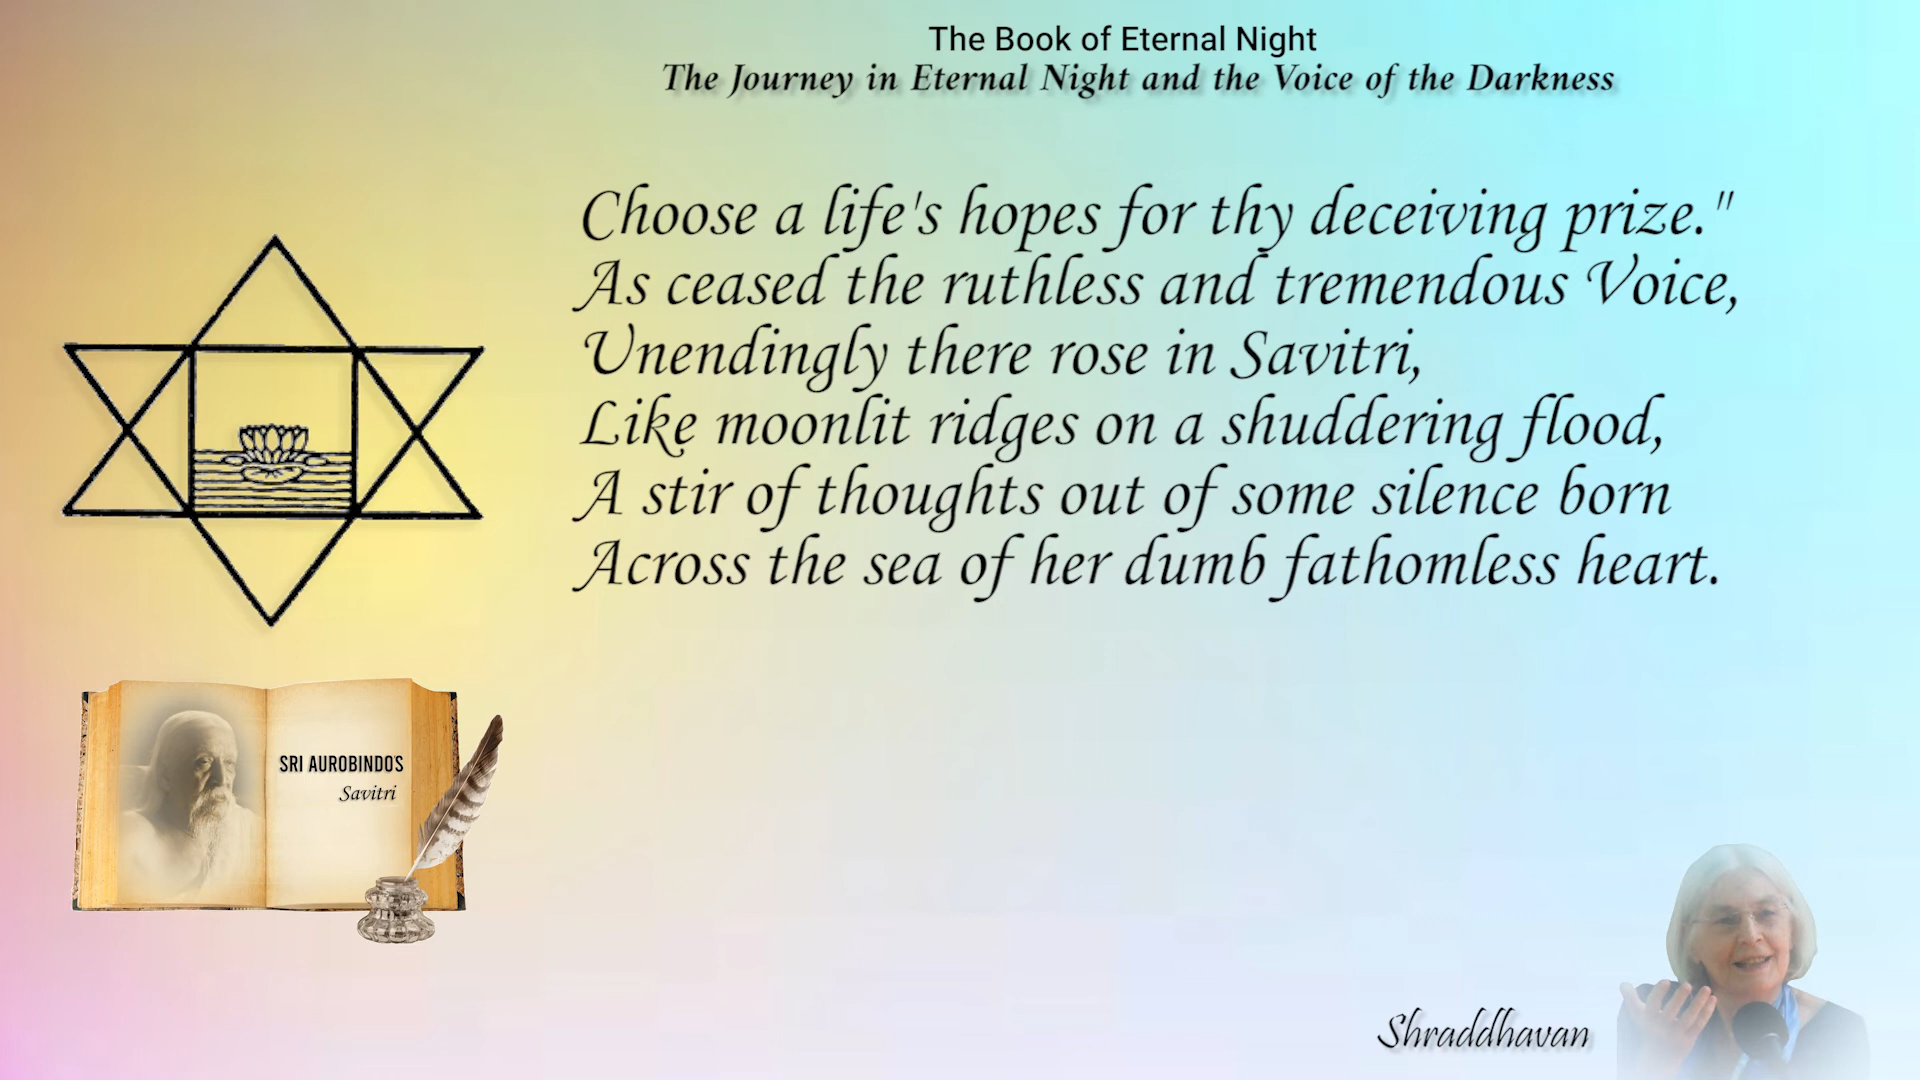 The Book of Eternal Night
The Journey in Eternal Night and the Voice of the Darkness
Choose a life's hopes for thy deceiving prize."
As ceased the ruthless and tremendous Voice,
Unendingly there rose in Savitri,
Like moonlit ridges on a shuddering flood,
A stir of thoughts out of some silence born
Across the sea of her dumb fathomless heart.
SRI AUROBINDO'S
Savitri
Shraddhavan